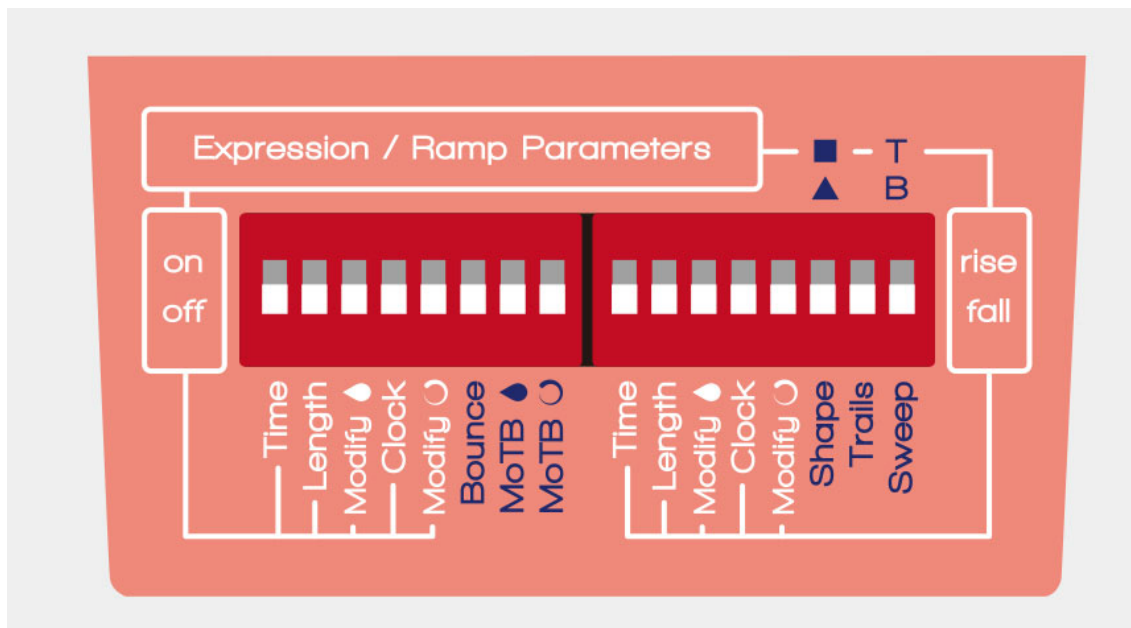 Expression / Ramp Parameters
T
B
on
off
rise
fall
Time
Length
Modify
Clock
Modify
Bounce
MoTB
MoTB
Time
Length
Modify
Clock
Modify
Shape
Trails
Sweep